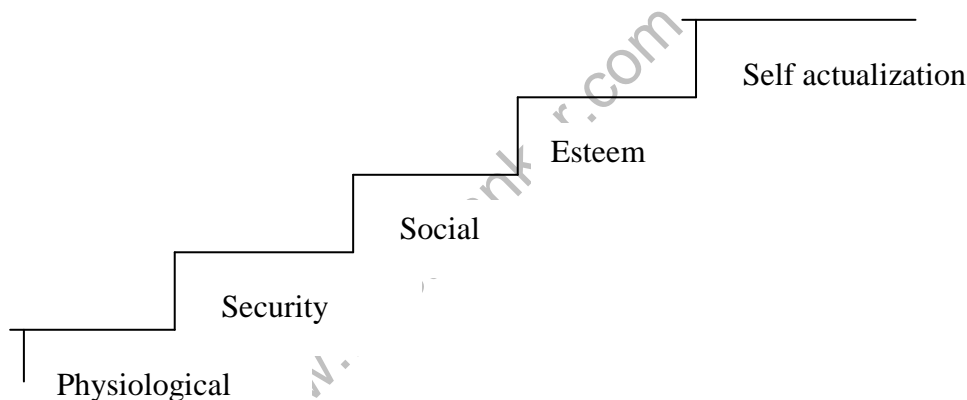 Self actualization
Esteem
Social
Security
Physiological